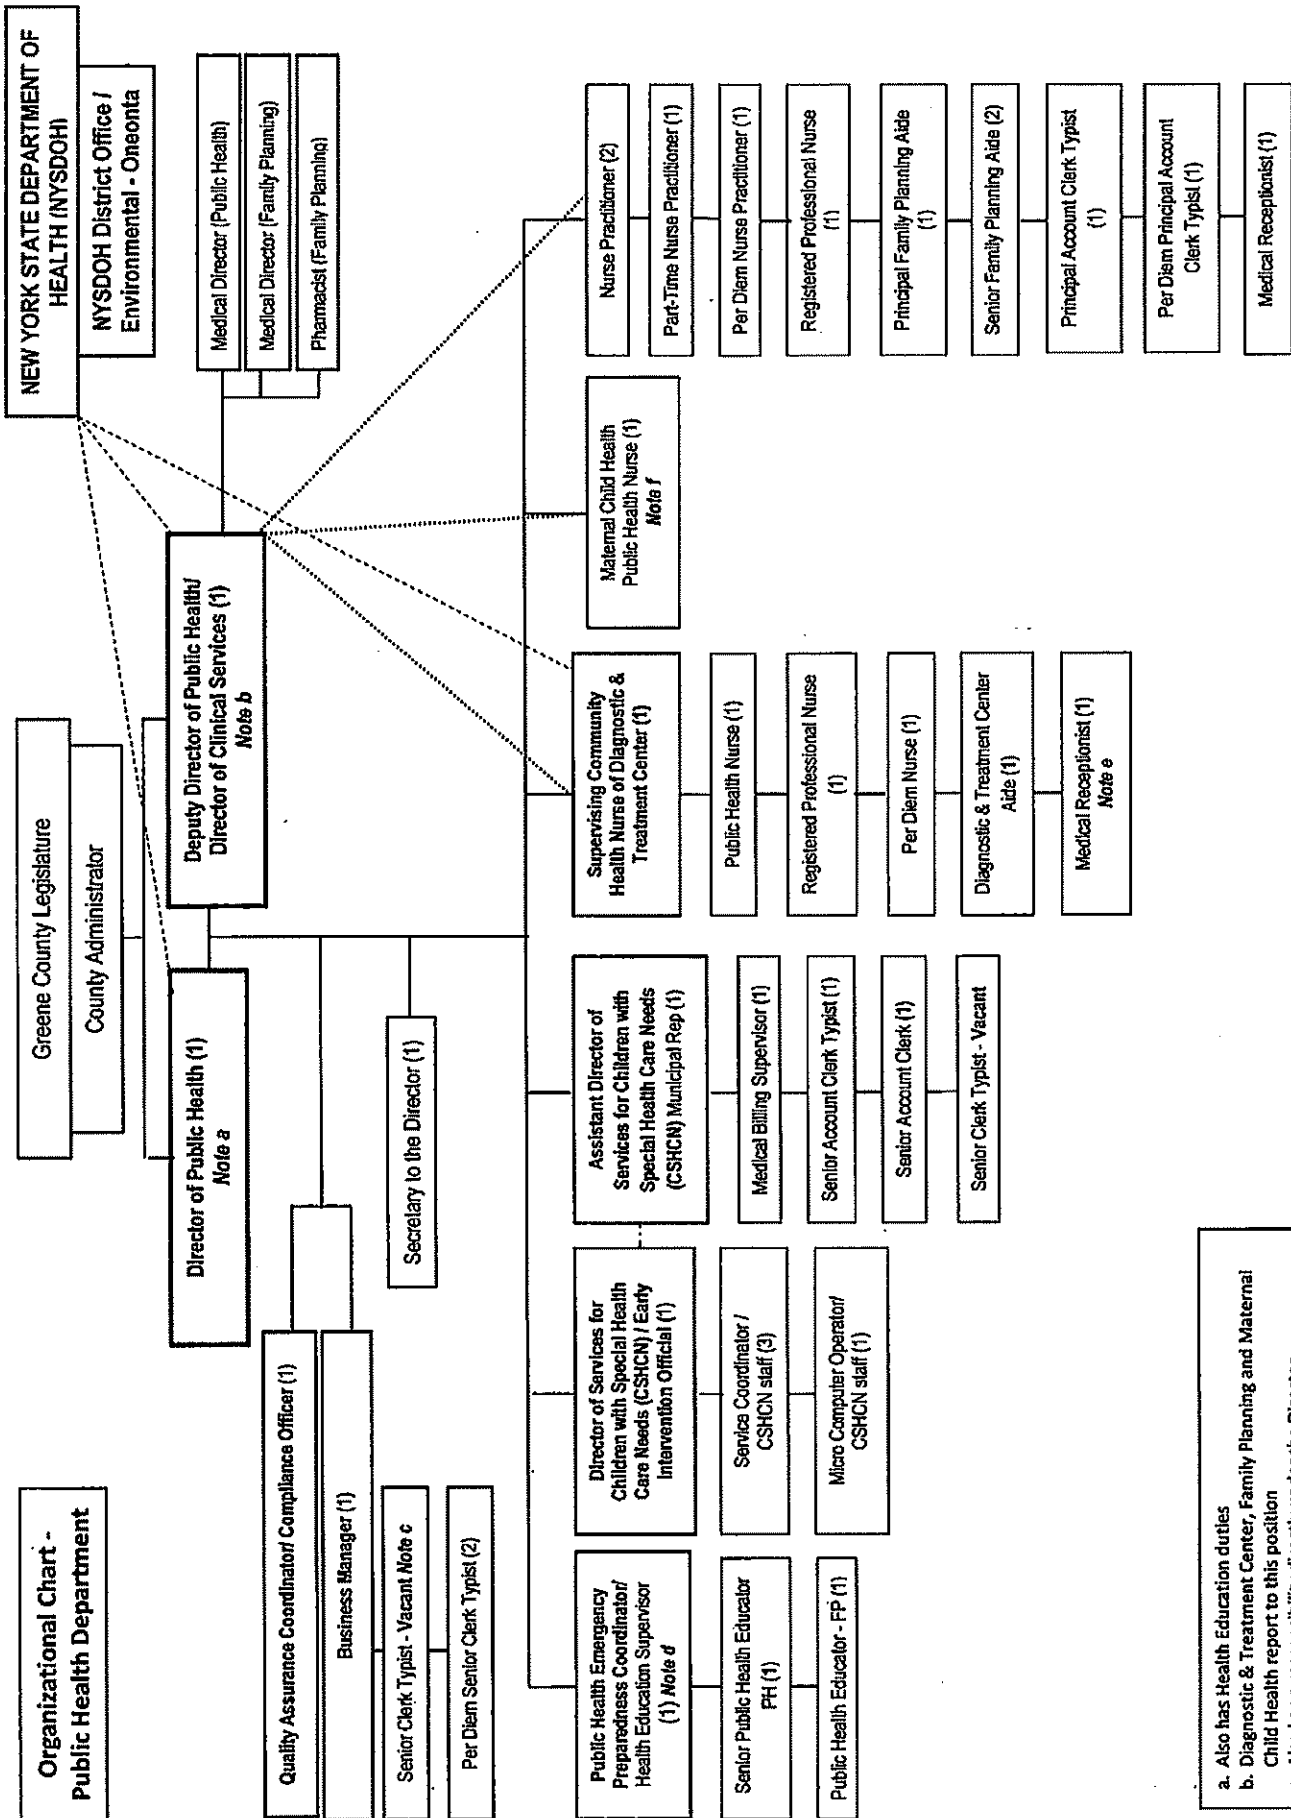 Organizational Chart -
Public Health Department
Greene County Legislature
County Administrator
NEW YORK STATE DEPARTMENT OF
HEALTH (NYSDOH)
NYSDOH District Office /
Environmental - Oneonta
Director of Public Health (1)
Note a
Deputy Director of Public Health/
Director of Clinical Services (1)
Note b
Medical Director (Public Health)
Medical Director (Family Planning)
Pharmacist (Family Planning)
Quality Assurance Coordinator/ Compliance Officer (1)
Business Manager (1)
Senior Clerk Typist - Vacant Note c
Per Diem Senior Clerk Typist (2)
Secretary to the Director (1)
Public Health Emergency
Preparedness Coordinator/
Health Education Supervisor
(1) Note d
Senior Public Health Educator
PH (1)
Public Health Educator - FP (1)
Director of Services for
Children with Special Health
Care Needs (CSHCN) / Early
Intervention Official (1)
Service Coordinator /
CSHCN staff (3)
Micro Computer Operator/
CSHCN staff (1)
Assistant Director of
Services for Children with
Special Health Care Needs
(CSHCN) Municipal Rep (1)
Medical Billing Supervisor (1)
Senior Account Clerk Typist (1)
Senior Account Clerk (1)
Senior Clerk Typist - Vacant
Supervising Community
Health Nurse of Diagnostic &
Treatment Center (1)
Public Health Nurse (1)
Registered Professional Nurse
(1)
Per Diem Nurse (1)
Diagnostic & Treatment Center
Aide (1)
Medical Receptionist (1)
Note e
Maternal Child Health
Public Health Nurse (1)
Note f
Nurse Practitioner (2)
Part-Time Nurse Practitioner (1)
Per Diem Nurse Practitioner (1)
Registered Professional Nurse
(1)
Principal Family Planning Aide
(1)
Senior Family Planning Aide (2)
Principal Account Clerk Typist
(1)
Per Diem Principal Account
Clerk Typist (1)
Medical Receptionist (1)
a. Also has Health Education duties
b. Diagnostic & Treatment Center, Family Planning and Maternal
Child Health report to this position